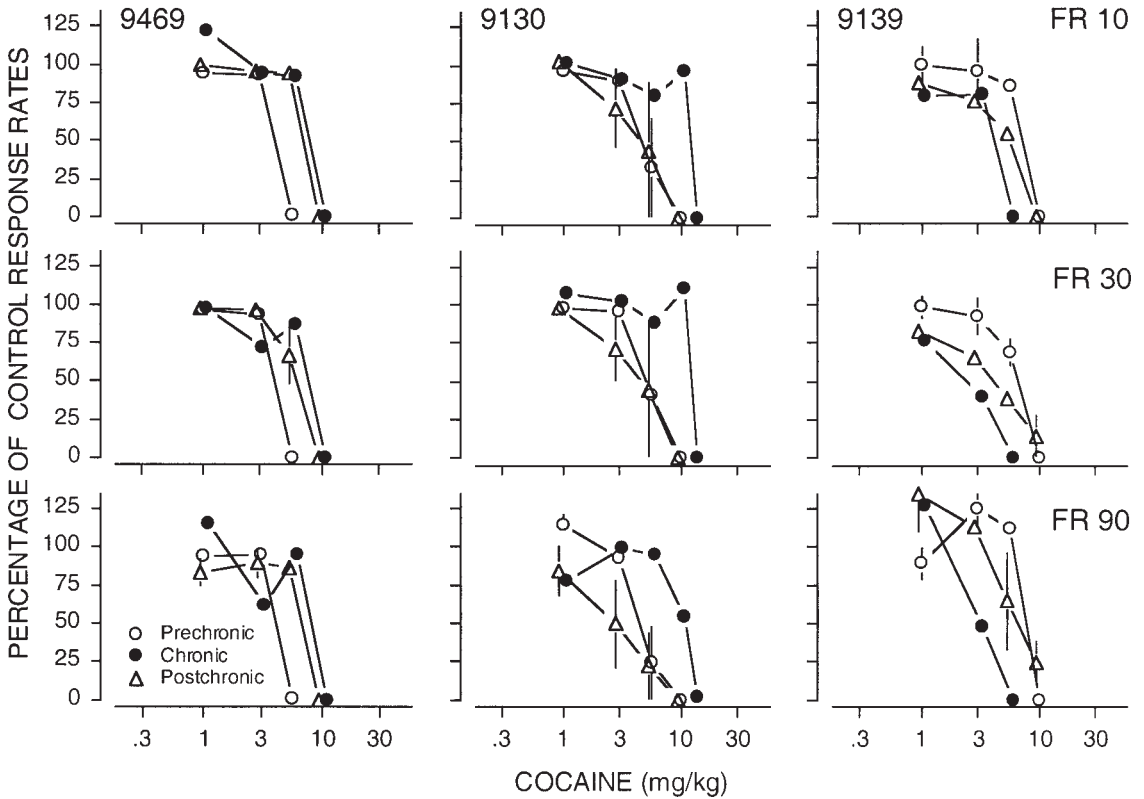 9469
9130
9139
FR 10
125
100
75
50
25
0
FR 30
125
100
75
50
25
0
FR 90
125
100
75
50
25
0
Prechronic
Chronic
Postchronic
.3 1 3 10 30
.3 1 3 10 30
.3 1 3 10 30
PERCENTAGE OF CONTROL RESPONSE RATES
COCAINE (mg/kg)